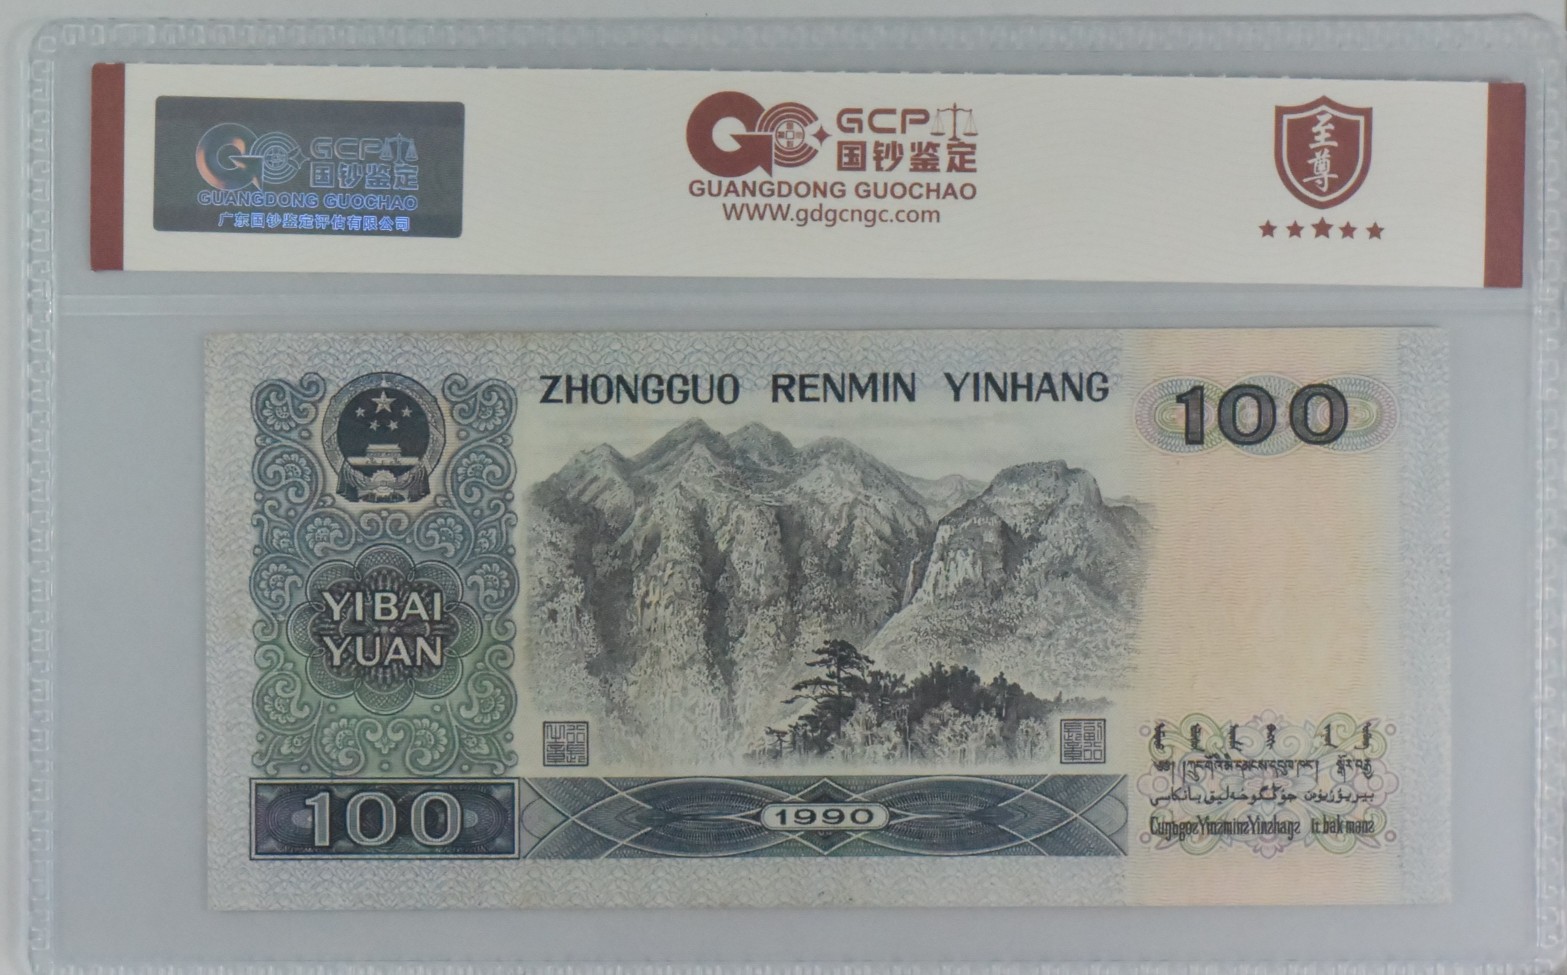 GCP
国钞鉴定
GUANGDONG GUOCHAO
广东国钞鉴定评估有限公司
GCP
国钞鉴定
GUANGDONG GUOCHAO
WWW.gdgcngc.com
至尊
ZHONGGUO RENMIN YINHANG
100
YIBAI
YUAN
100
1990